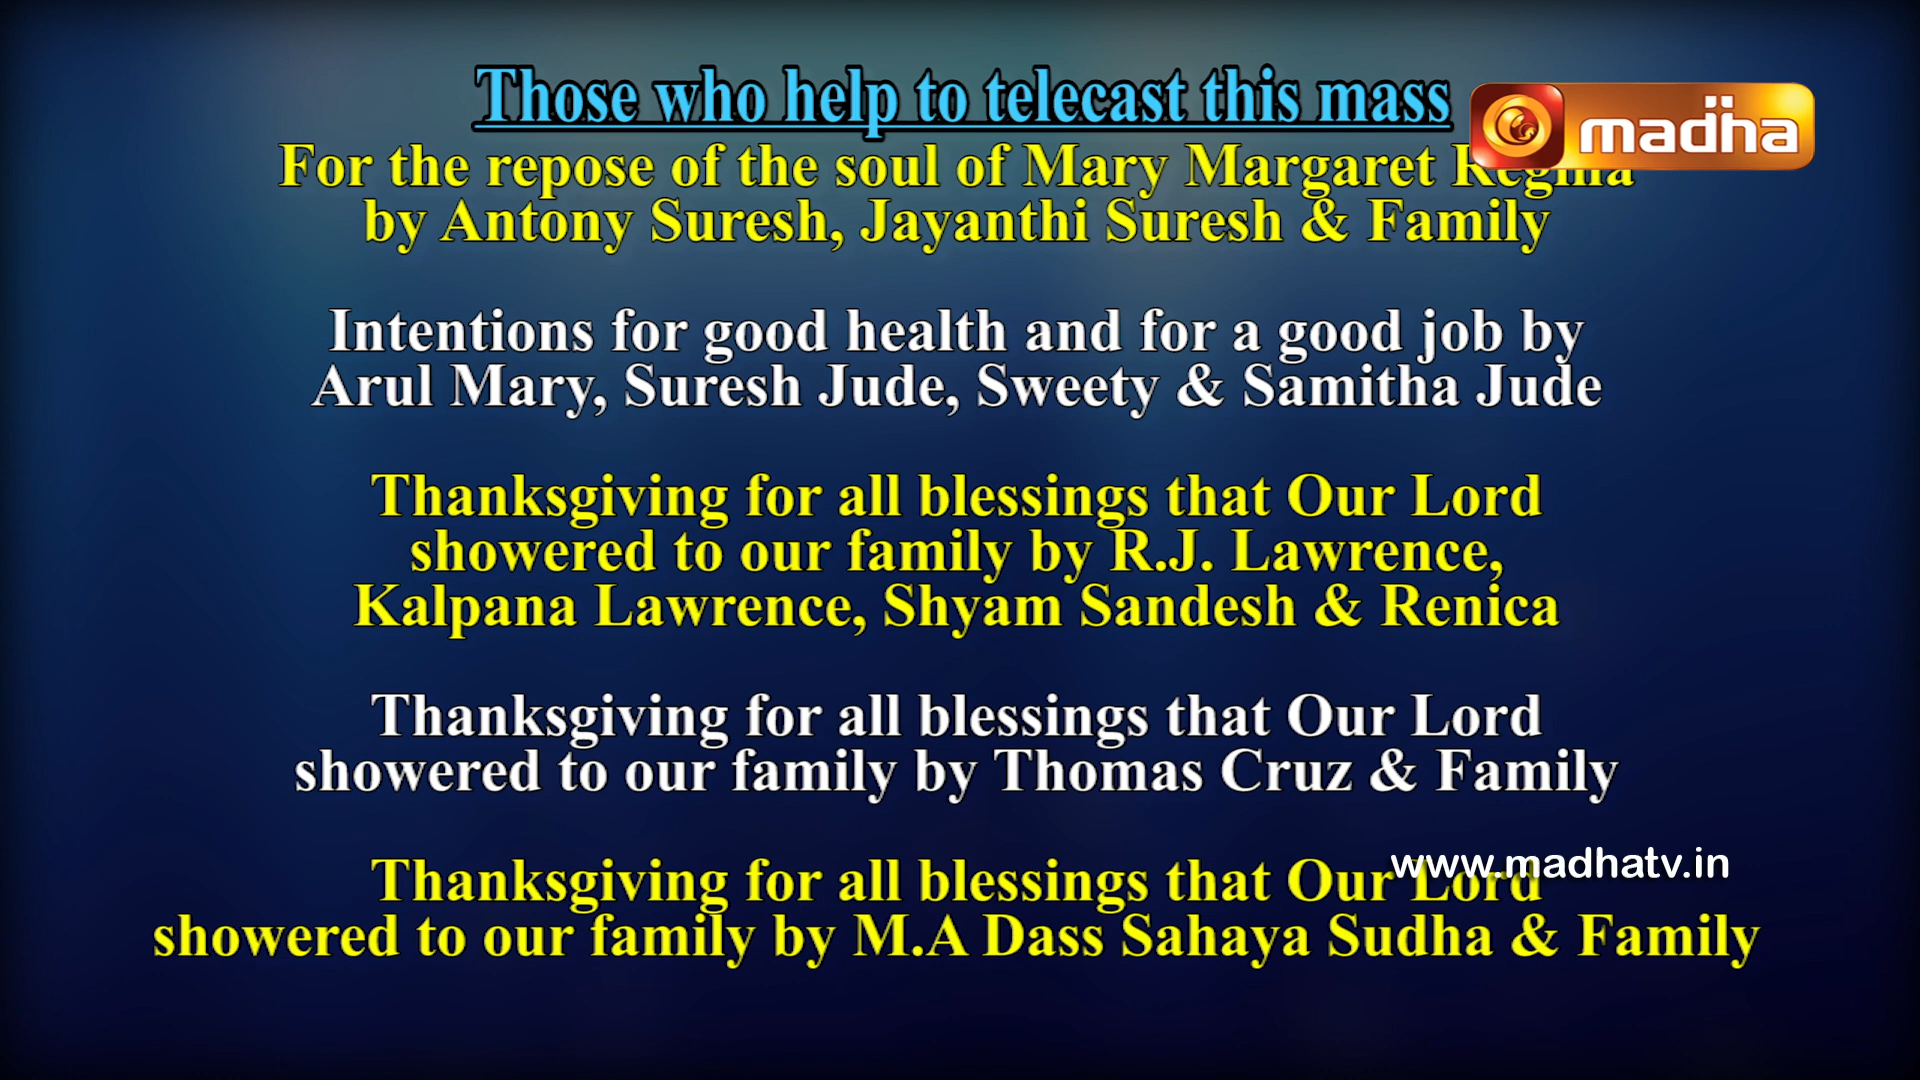 Those who help to telecast this mass
madha
For the repose of the soul of Mary Margaret Regina
by Antony Suresh, Jayanthi Suresh & Family
Intentions for good health and for a good job by
Arul Mary, Suresh Jude, Sweety & Samitha Jude
Thanksgiving for all blessings that Our Lord
showered to our family by R.J. Lawrence,
Kalpana Lawrence, Shyam Sandesh & Renica
Thanksgiving for all blessings that Our Lord
showered to our family by Thomas Cruz & Family
www.madhatv.in
Thanksgiving for all blessings that Our Lord
showered to our family by M.A Dass Sahaya Sudha & Family